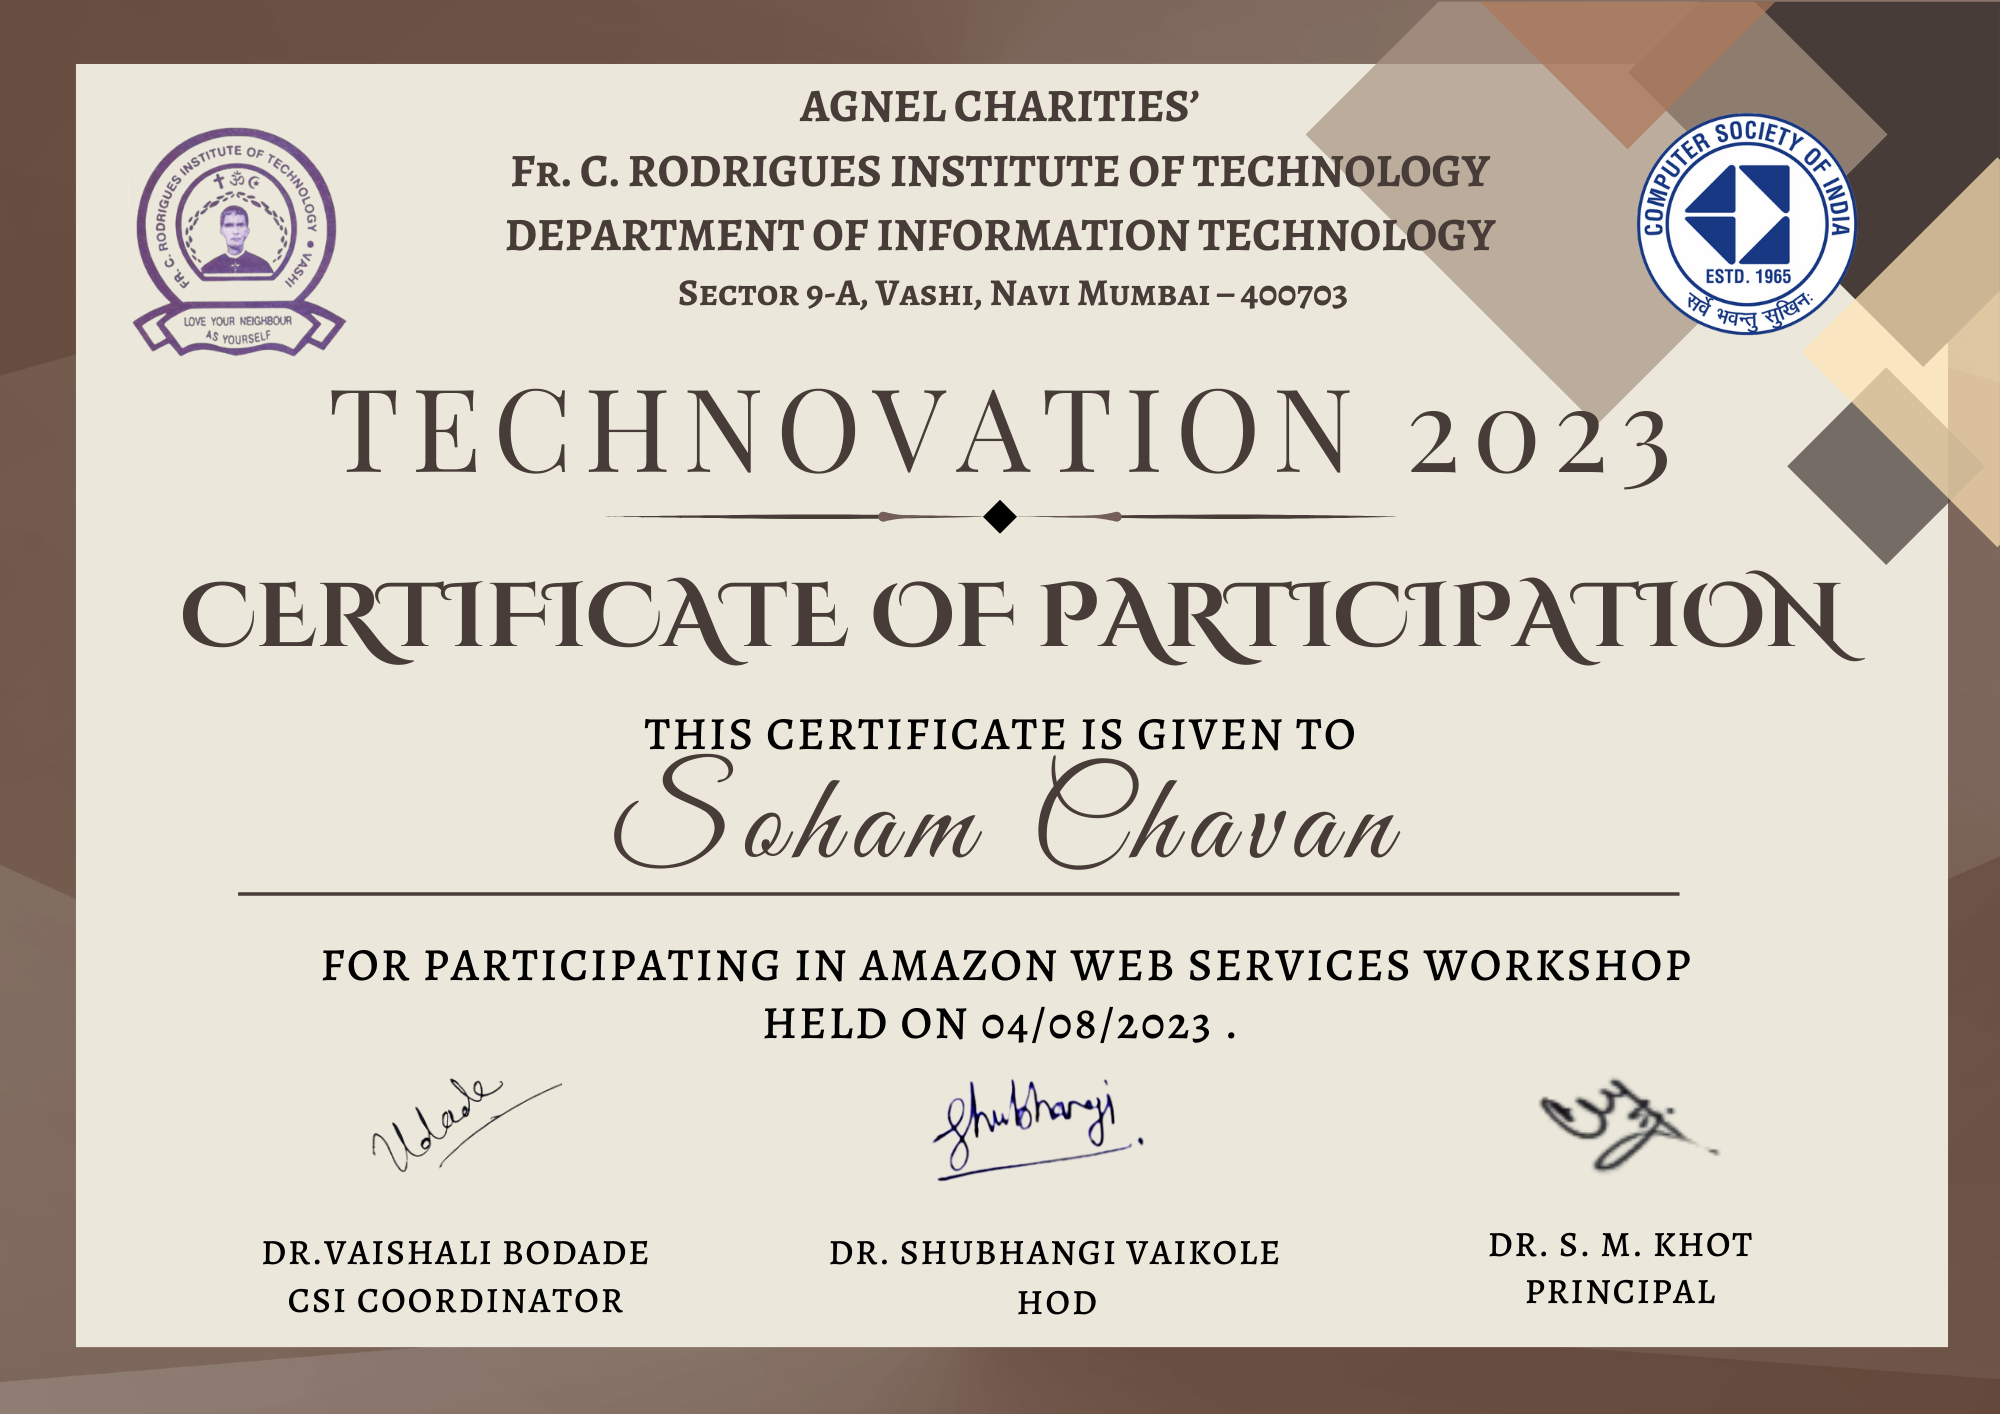 AGNEL CHARITIES’
FR. C. RODRIGUES INSTITUTE OF TECHNOLOGY
DEPARTMENT OF INFORMATION TECHNOLOGY
SECTOR 9-A, VASHI, NAVI MUMBAI – 400703
FR. C. RODRIGUES INSTITUTE OF TECHNOLOGY • VASHI
LOVE YOUR NEIGHBOUR
AS YOURSELF
COMPUTER SOCIETY OF INDIA
ESTD. 1965
सर्वे भवन्तु सुखिनः
TECHNOVATION 2023
CERTIFICATE OF PARTICIPATION
THIS CERTIFICATE IS GIVEN TO
Soham Chavan
FOR PARTICIPATING IN AMAZON WEB SERVICES WORKSHOP
HELD ON 04/08/2023 .
Shubhangi
DR.VAISHALI BODADE
CSI COORDINATOR
DR. SHUBHANGI VAIKOLE
HOD
DR. S. M. KHOT
PRINCIPAL